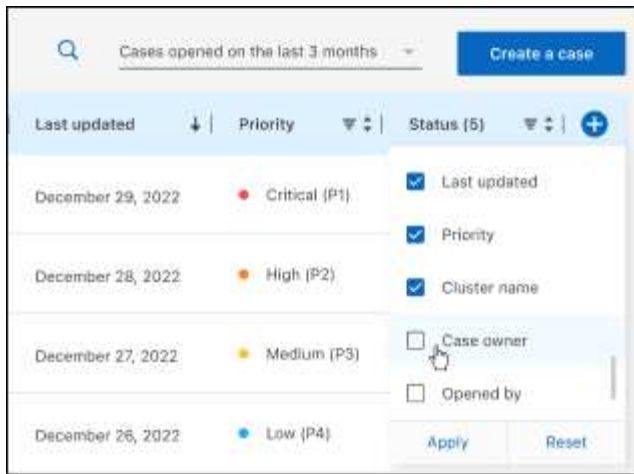 Cases opened on the last 3 months
Create a case
Last updated
Priority
Status (5)
Last updated
December 29, 2022
Critical (P1)
Priority
December 28, 2022
High (P2)
Cluster name
Case owner
December 27, 2022
Medium (P3)
Opened by
December 26, 2022
Low (P4)
Apply
Reset